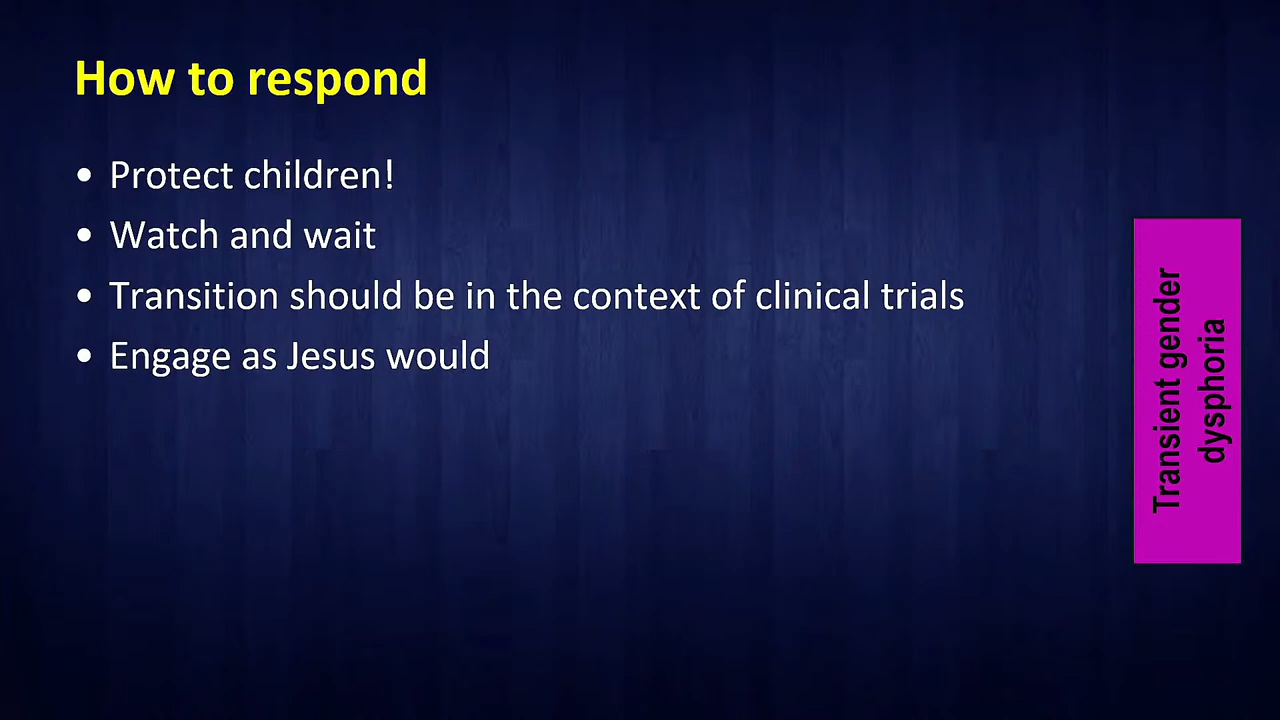 How to respond
• Protect children!
• Watch and wait
• Transition should be in the context of clinical trials
• Engage as Jesus would
Transient gender
dysphoria